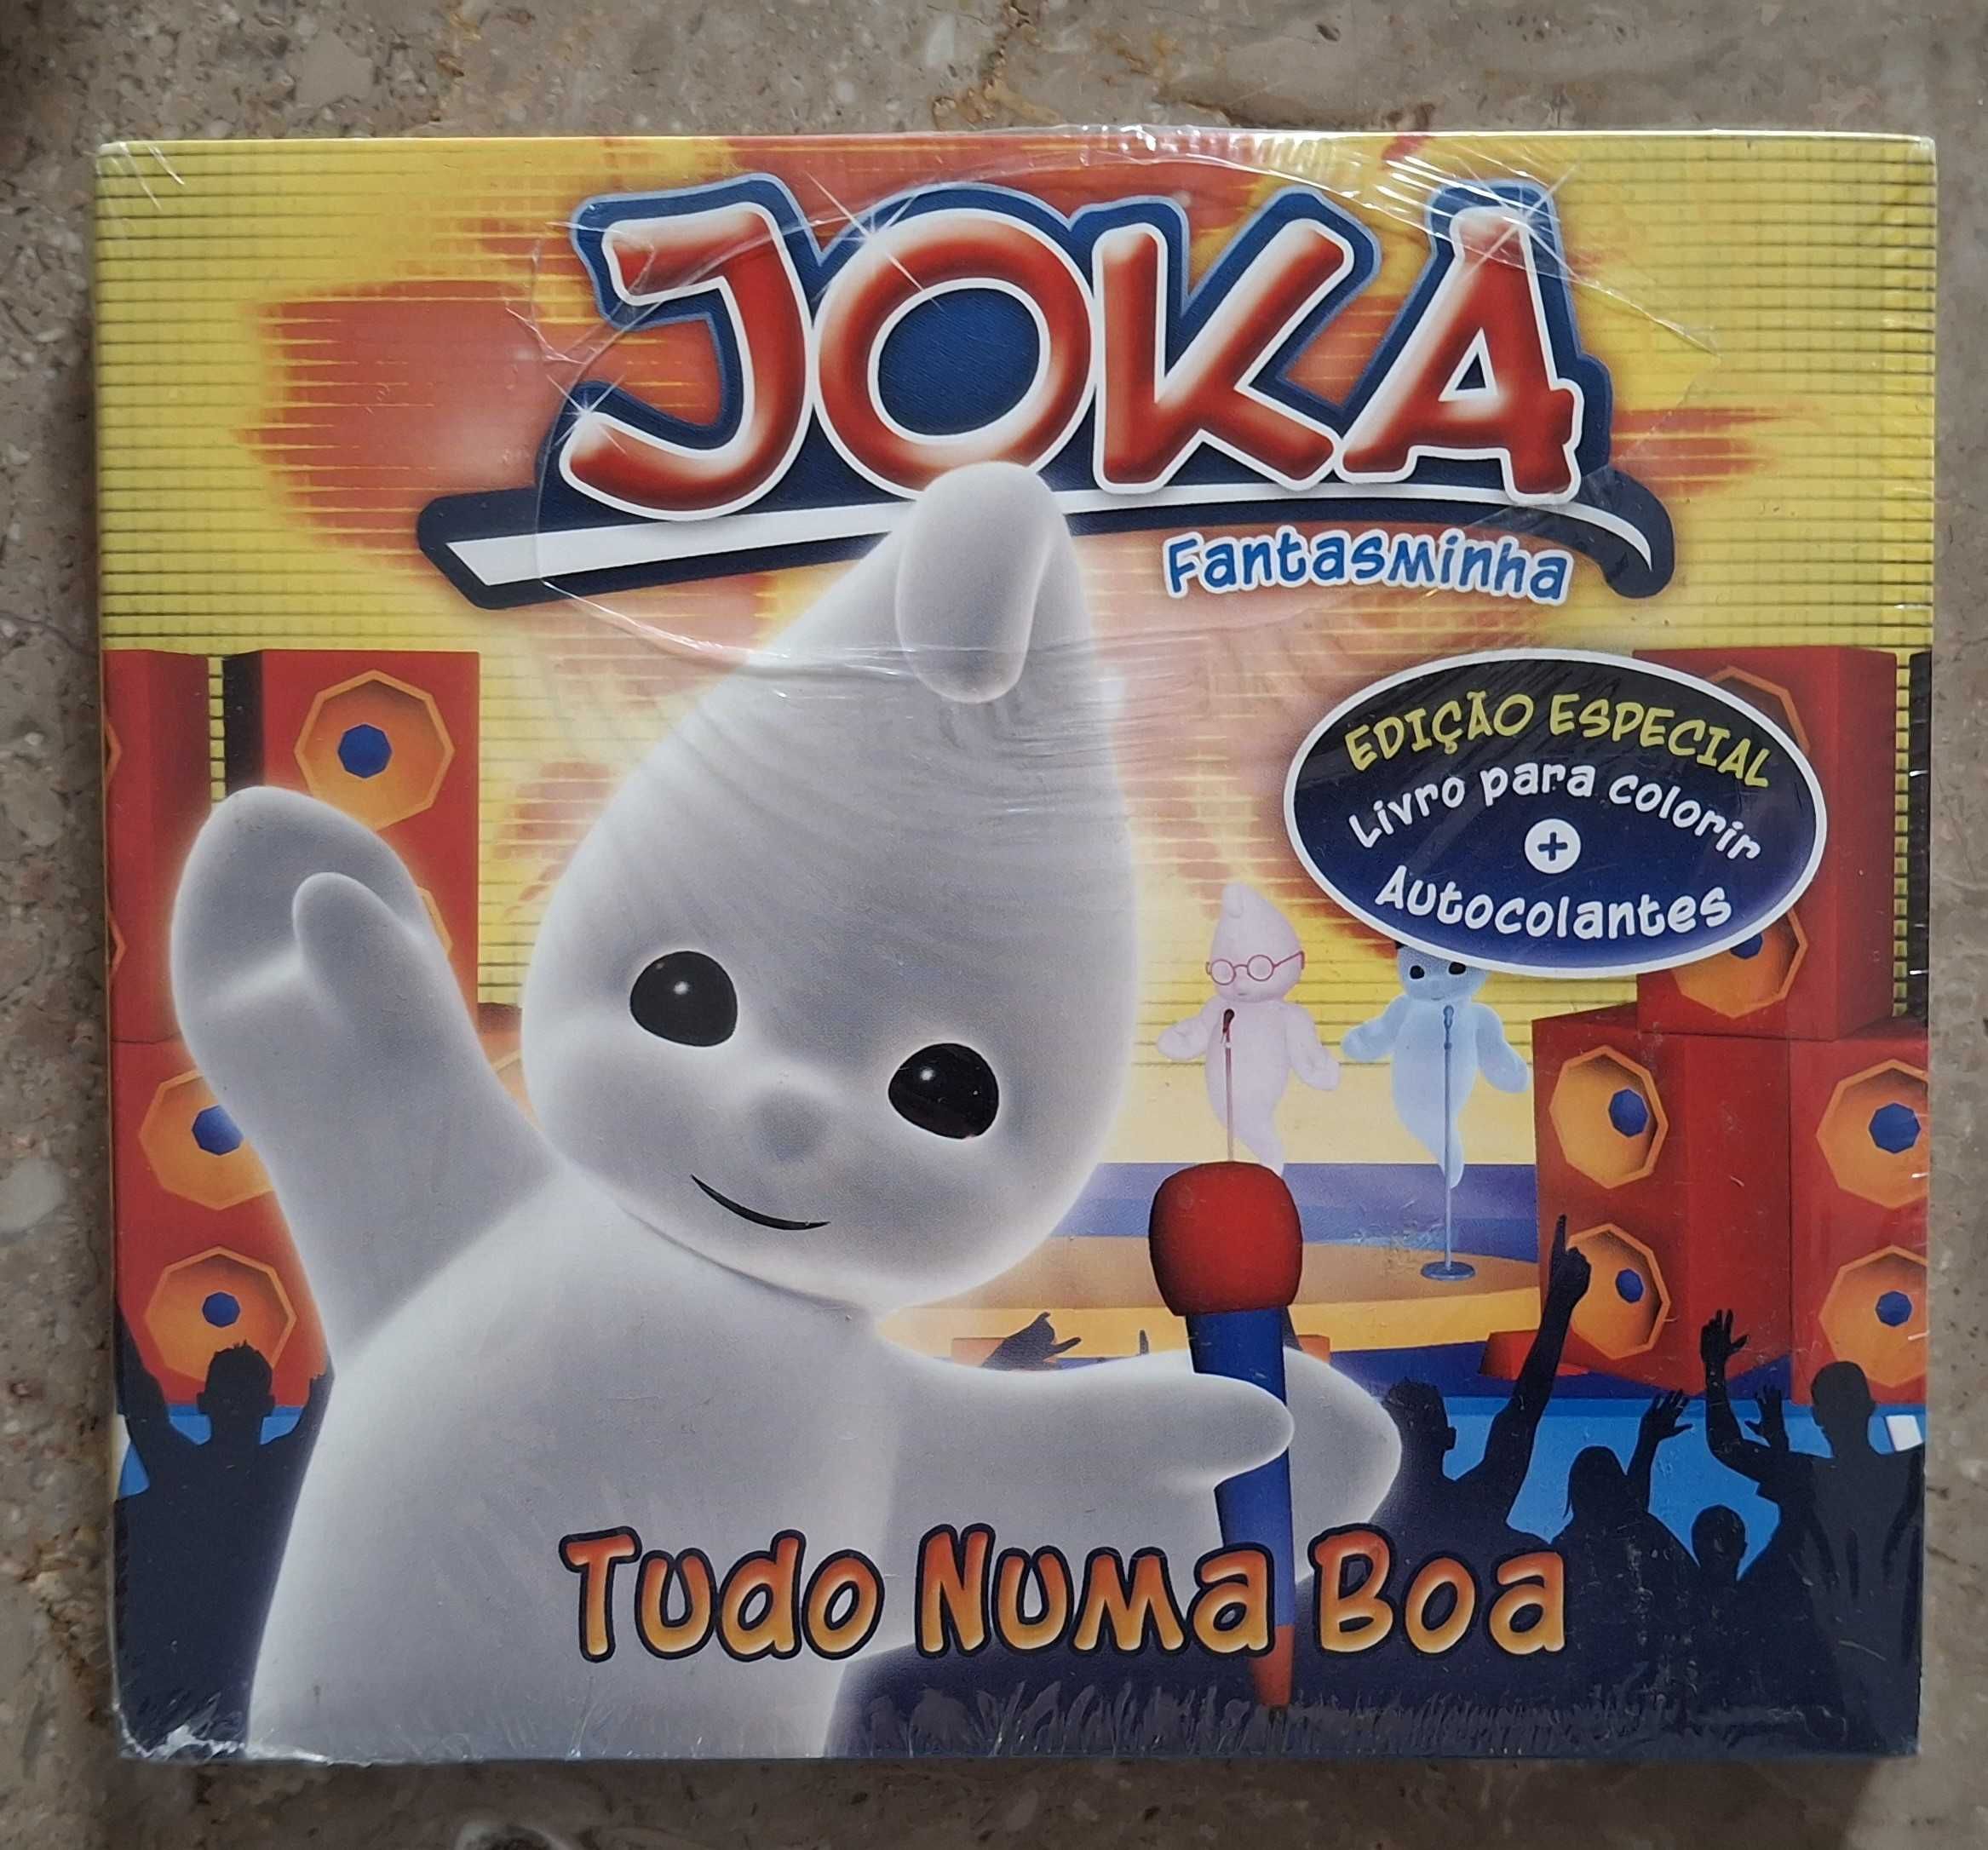 JOKA
Fantasminha
EDIÇÃO ESPECIAL
Livro para colorir
+
Autocolantes
Tudo Numa Boa